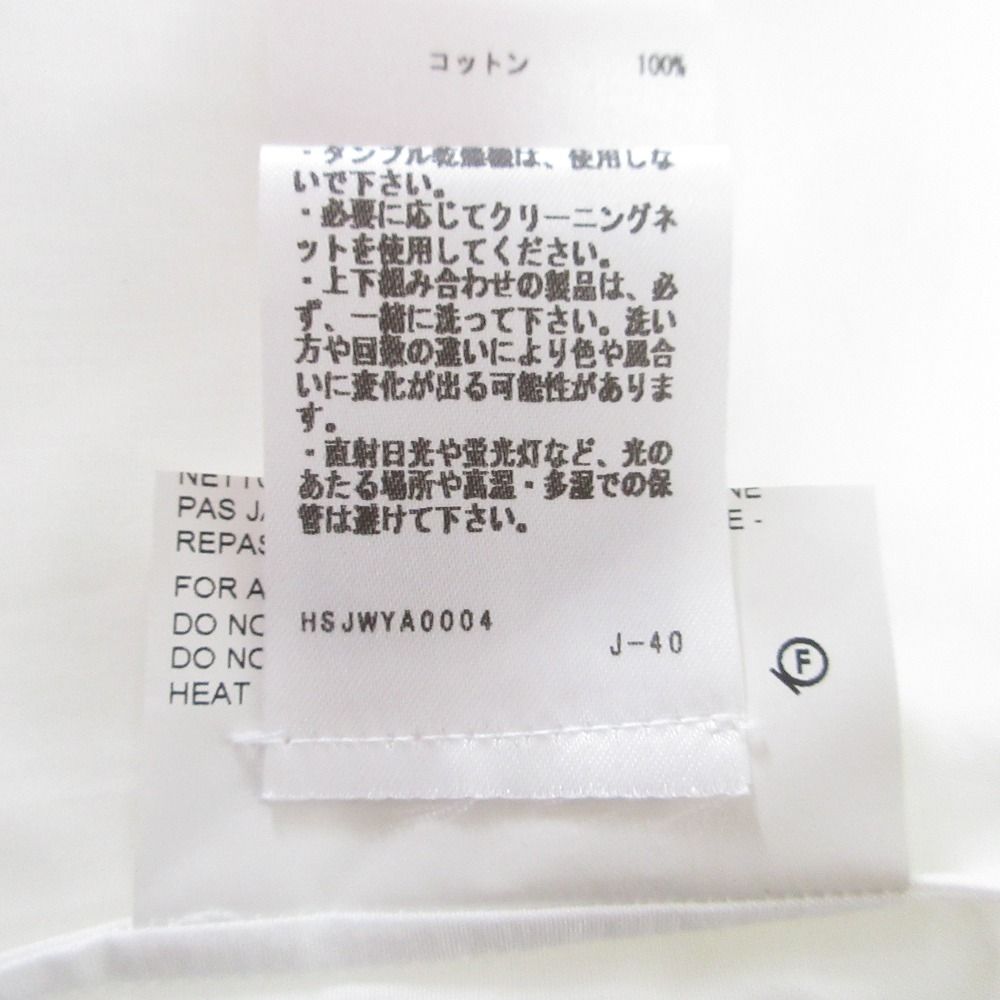 コットン 100%
・タンブル乾燥機は、使用しな
いで下さい。
・必要に応じてクリーニングネ
ットを使用してください。
・上下組み合わせの製品は、必
ず、一緒に洗って下さい。洗い
方や回数の違いにより色や風合
いに変化が出る可能性がありま
す。
・直射日光や蛍光灯など、光の
あたる場所や高温・多湿での保
管は避けて下さい。
HSJWYA0004
J-40
PAS
FOR
DO
DO
HEAT
F